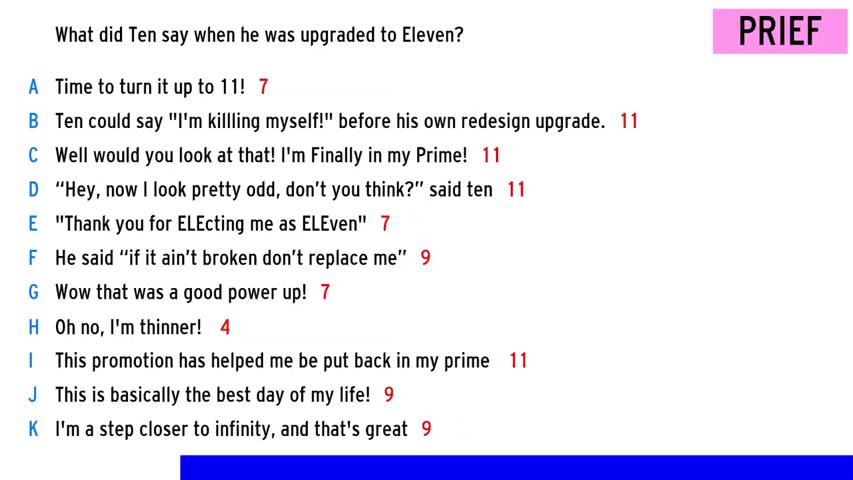 What did Ten say when he was upgraded to Eleven?
PRIEF
A Time to turn it up to 11! 7
B Ten could say "I'm killling myself!" before his own redesign upgrade. 11
C Well would you look at that! I'm Finally in my Prime! 11
D “Hey, now I look pretty odd, don’t you think?” said ten 11
E "Thank you for ELEcting me as ELEven" 7
F He said “if it ain’t broken don’t replace me” 9
G Wow that was a good power up! 7
H Oh no, I'm thinner! 4
I This promotion has helped me be put back in my prime 11
J This is basically the best day of my life! 9
K I'm a step closer to infinity, and that's great 9